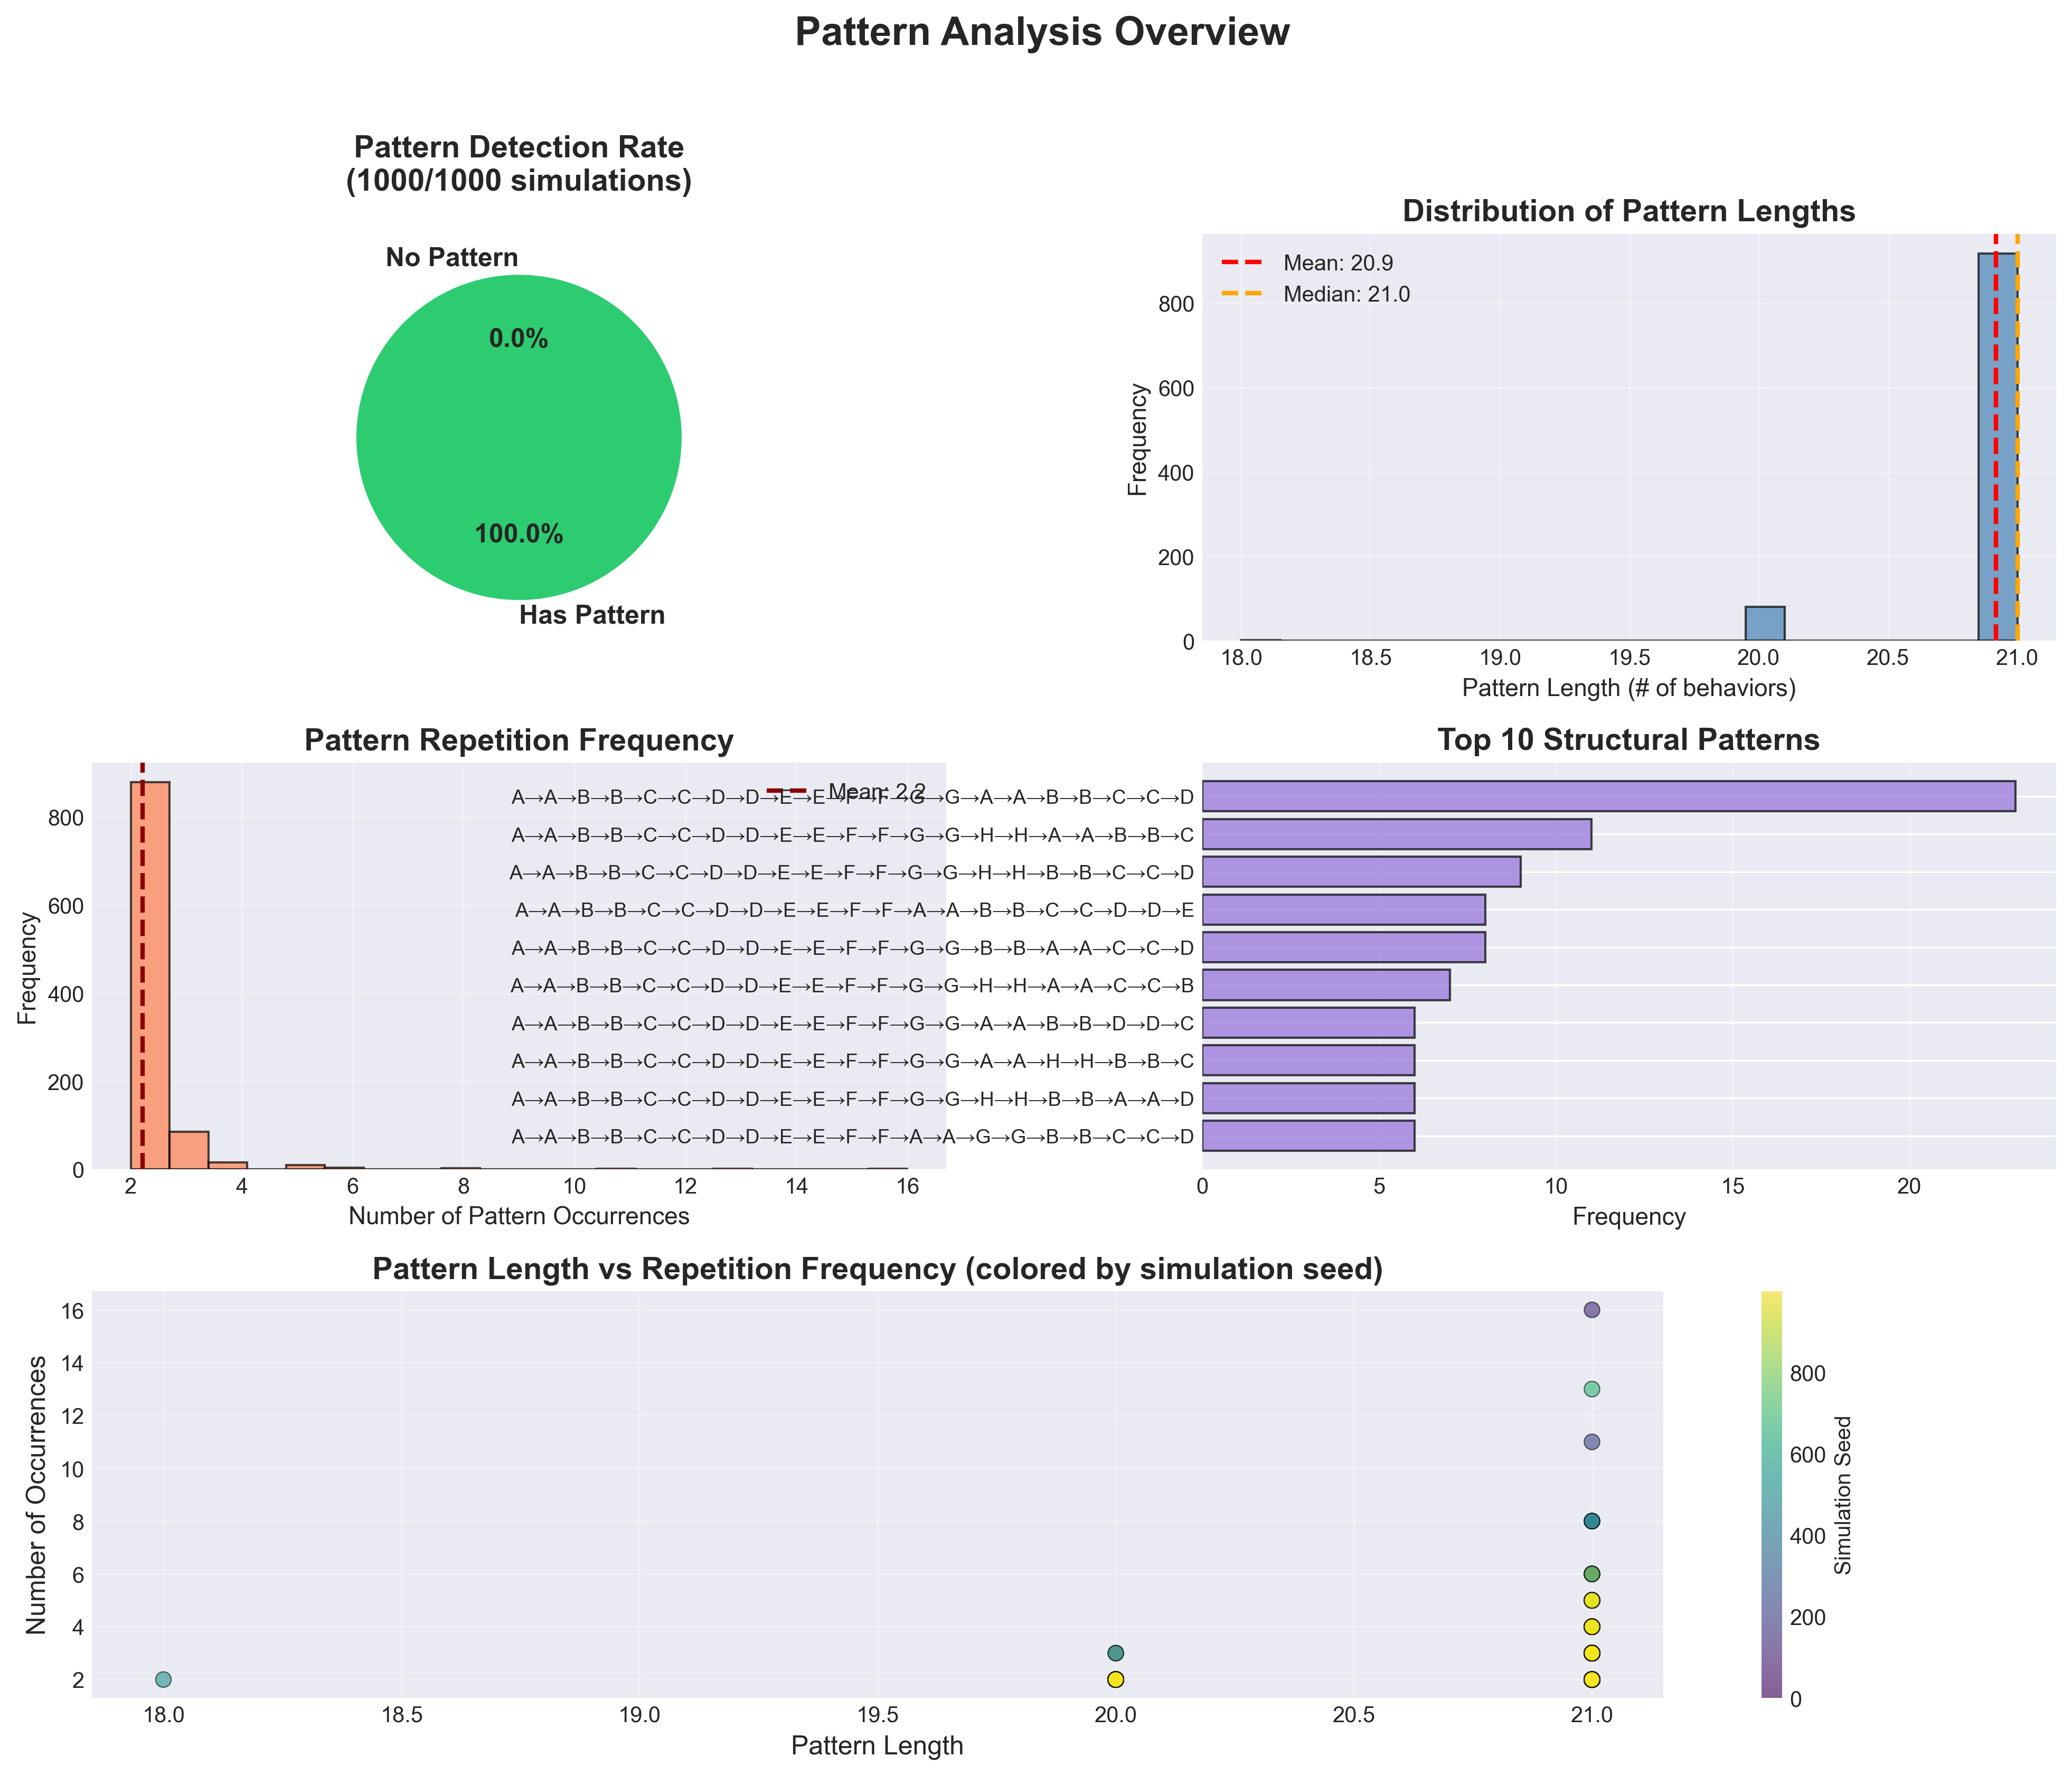 Pattern Analysis Overview
Pattern Detection Rate
(1000/1000 simulations)
No Pattern
0.0%
100.0%
Has Pattern
Distribution of Pattern Lengths
Mean: 20.9
Median: 21.0
Frequency
800
600
400
200
0
18.0 18.5 19.0 19.5 20.0 20.5 21.0
Pattern Length (# of behaviors)
Pattern Repetition Frequency
Mean: 2.2
Frequency
800
600
400
200
0
2 4 6 8 10 12 14 16
Number of Pattern Occurrences
Top 10 Structural Patterns
A→A→B→B→C→C→D→D→E→E→F→F→G→G→A→A→B→B→C→C→D
A→A→B→B→C→C→D→D→E→E→F→F→G→G→H→H→A→A→B→B→C
A→A→B→B→C→C→D→D→E→E→F→F→G→G→H→H→B→B→C→C→D
A→A→B→B→C→C→D→D→E→E→F→F→A→A→B→B→C→C→D→D→E
A→A→B→B→C→C→D→D→E→E→F→F→G→G→B→B→A→A→C→C→D
A→A→B→B→C→C→D→D→E→E→F→F→G→G→H→H→A→A→C→C→B
A→A→B→B→C→C→D→D→E→E→F→F→G→G→A→A→B→B→D→D→C
A→A→B→B→C→C→D→D→E→E→F→F→G→G→A→A→H→H→B→B→C
A→A→B→B→C→C→D→D→E→E→F→F→G→G→H→H→B→B→A→A→D
A→A→B→B→C→C→D→D→E→E→F→F→A→A→G→G→B→B→C→C→D
0 5 10 15 20
Frequency
Pattern Length vs Repetition Frequency (colored by simulation seed)
Number of Occurrences
16
14
12
10
8
6
4
2
18.0 18.5 19.0 19.5 20.0 20.5 21.0
Pattern Length
800
600
400
200
0
Simulation Seed